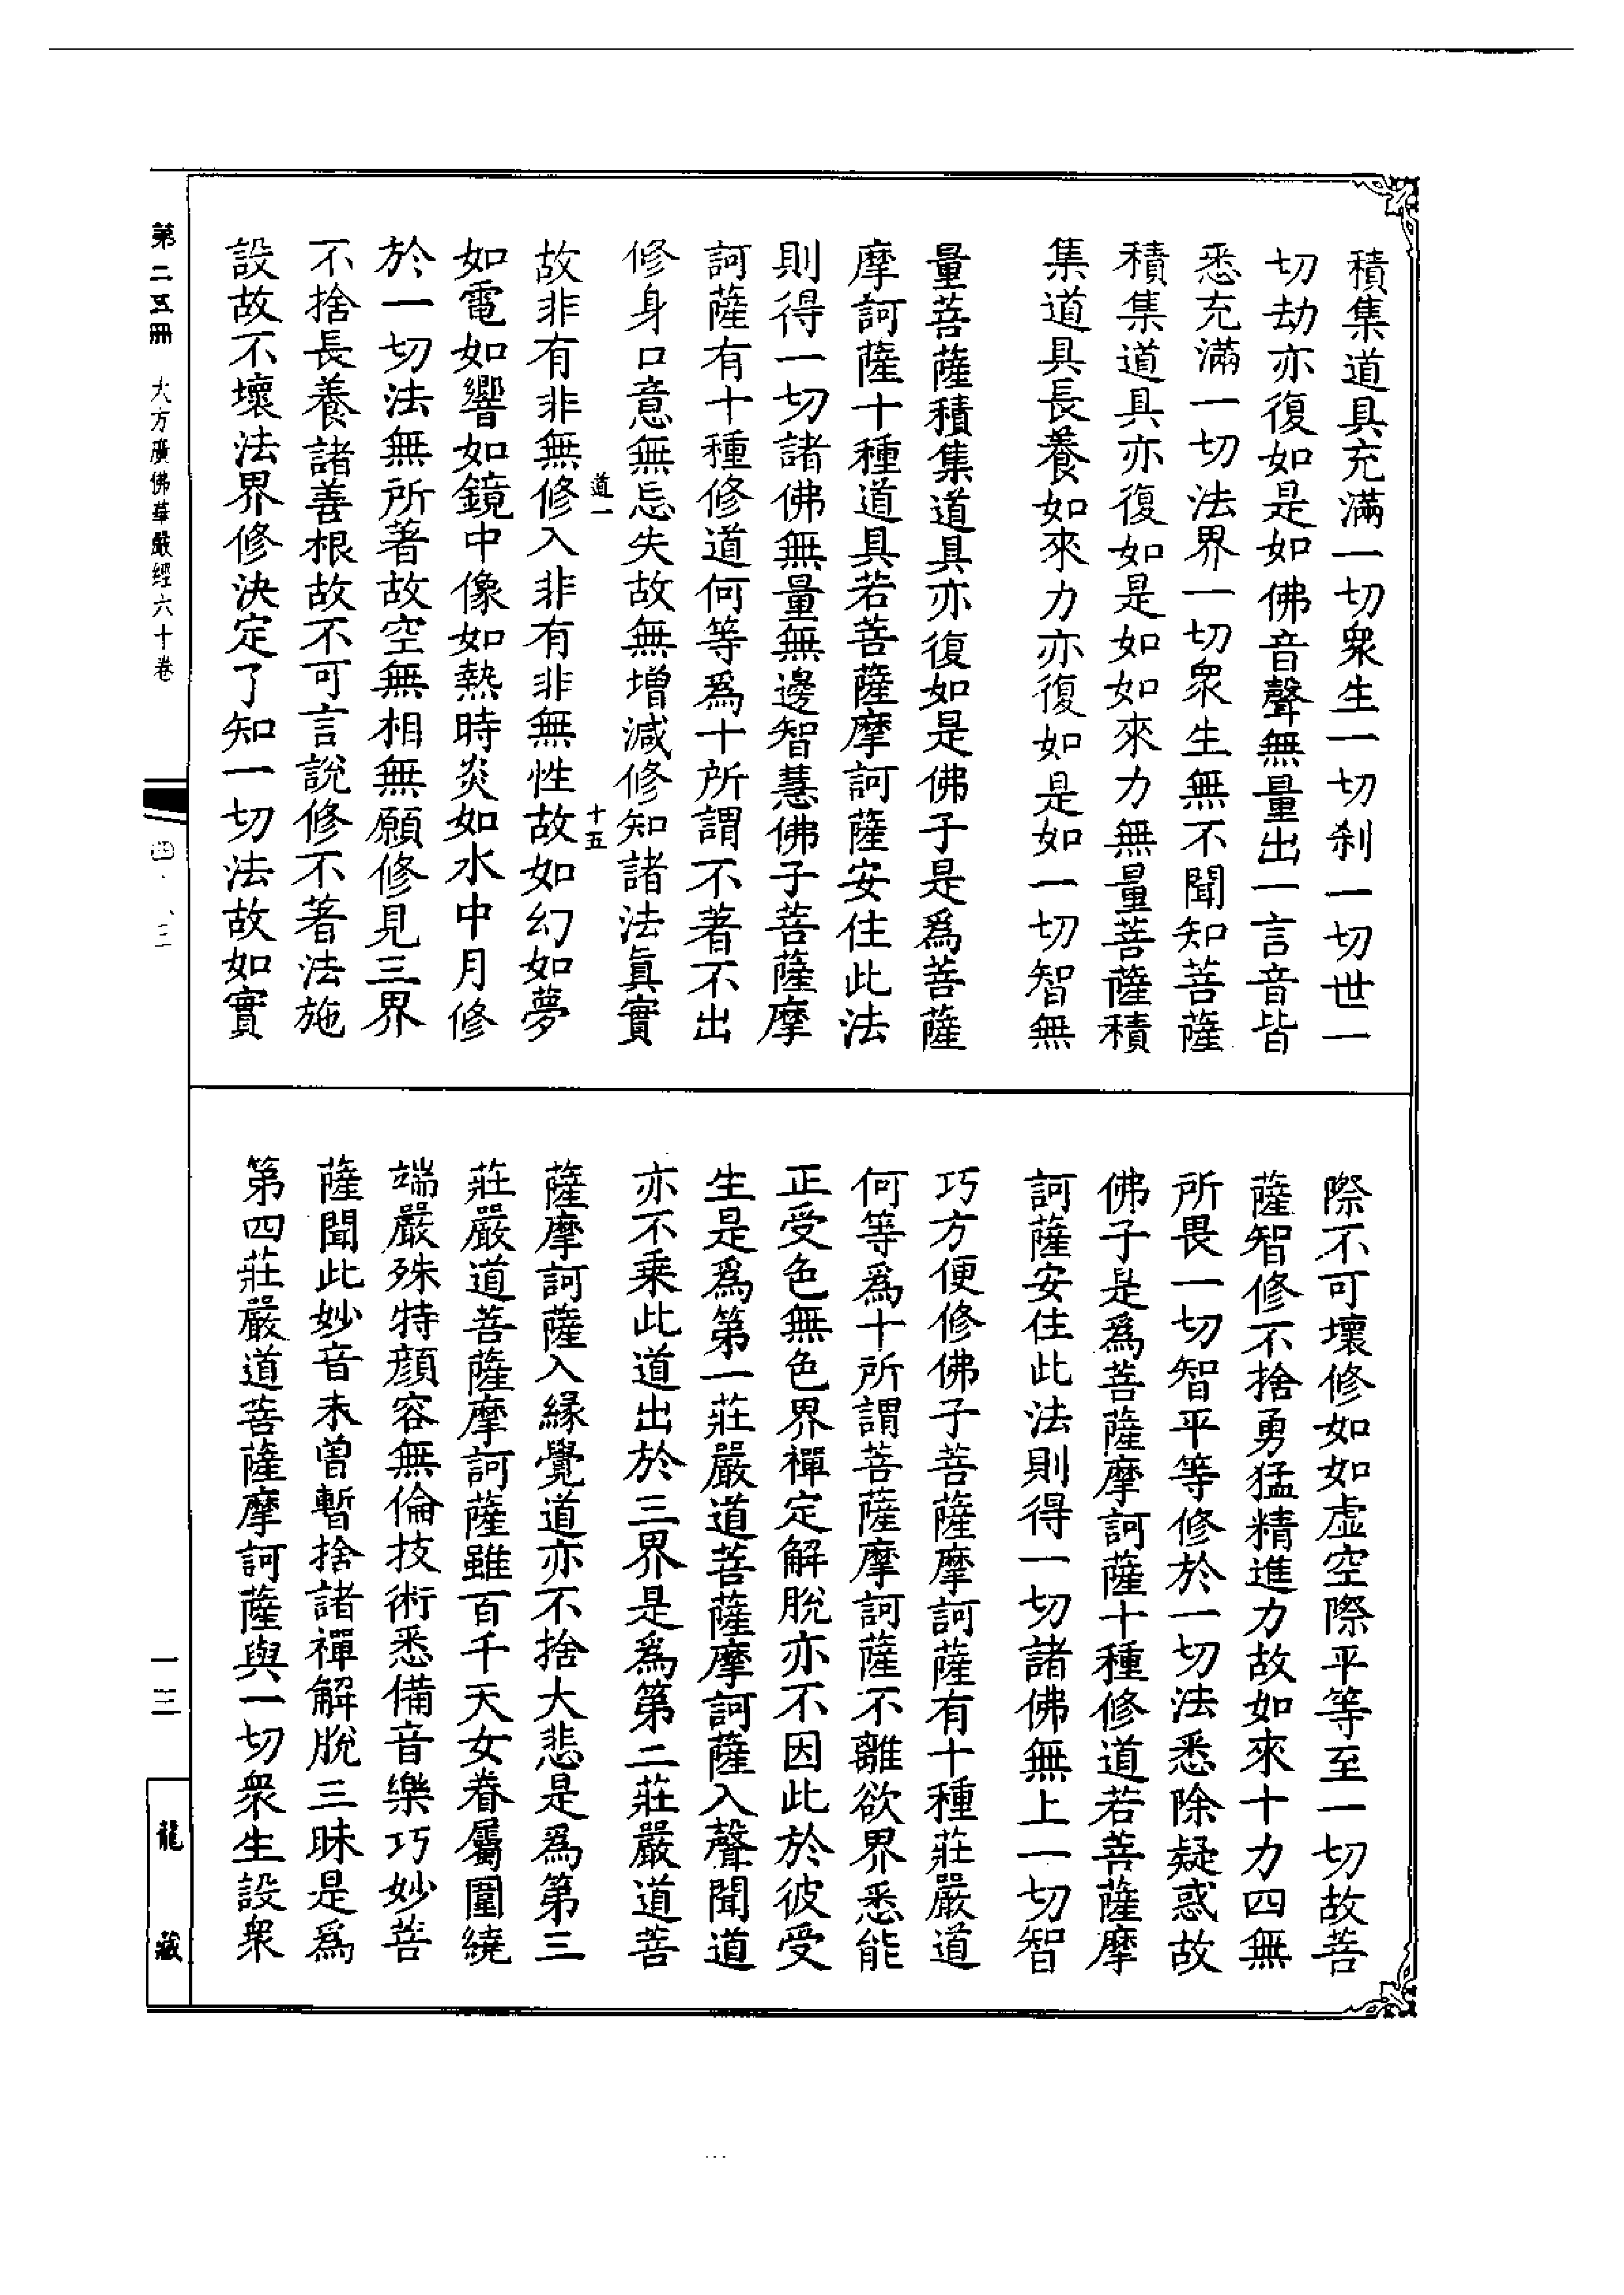 積集道具充滿一切衆生一切刹一切世一
切劫亦復如是如佛音聲無量出一言音皆
悉充滿一切法界一切衆生無不聞知菩薩
積集道具亦復如是如如來力無量菩薩積
集道具長養如來力亦復如是如一切智無
量菩薩積集道具亦復如是佛子是爲菩薩
摩訶薩十種道具若菩薩摩訶薩安住此法
則得一切諸佛無量無邊智慧佛子菩薩摩
訶薩有十種修道何等爲十所謂不著不出
修身口意無忘失故無增減修知諸法眞實
道一
十五
故非有非無修入非有非無性故如幻如夢
如電如響如鏡中像如熱時炎如水中月修
於一切法無所著故空無相無願修見三界
不捨長養諸善根故不可言說修不著法施
設故不壞法界修決定了知一切法故如實
際不可壞修如如虛空際平等至一切故菩
薩智修不捨勇猛精進力故如來十力四無
所畏一切智平等修於一切法悉除疑惑故
佛子是爲菩薩摩訶薩十種修道若菩薩摩
訶薩安住此法則得一切諸佛無上一切智
巧方便修佛子菩薩摩訶薩有十種莊嚴道
何等爲十所謂菩薩摩訶薩不離欲界悉能
正受色無色界禪定解脫亦不因此於彼受
生是爲第一莊嚴道菩薩摩訶薩入聲聞道
亦不乘此道出於三界是爲第二莊嚴道菩
薩摩訶薩入緣覺道亦不捨大悲是爲第三
莊嚴道菩薩摩訶薩雖百千天女眷屬圍繞
端嚴殊特顏容無倫技術悉備音樂巧妙菩
薩聞此妙音未曾暫捨諸禪解脫三昧是爲
第四莊嚴道菩薩摩訶薩與一切衆生設衆
第二五冊 大方廣佛華嚴經六十卷
一三
龍藏